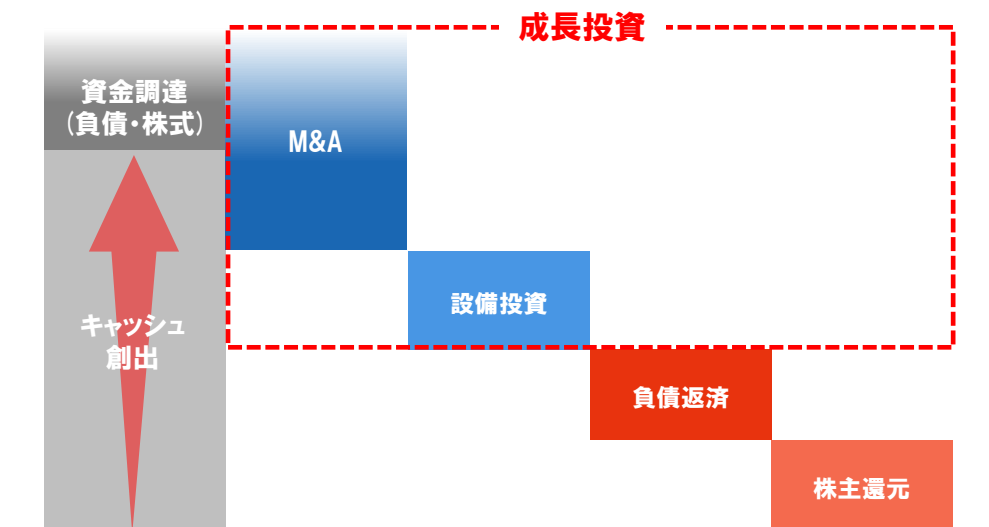 成長投資
資金調達
(負債・株式)
M&A
設備投資
キャッシュ
創出
負債返済
株主還元